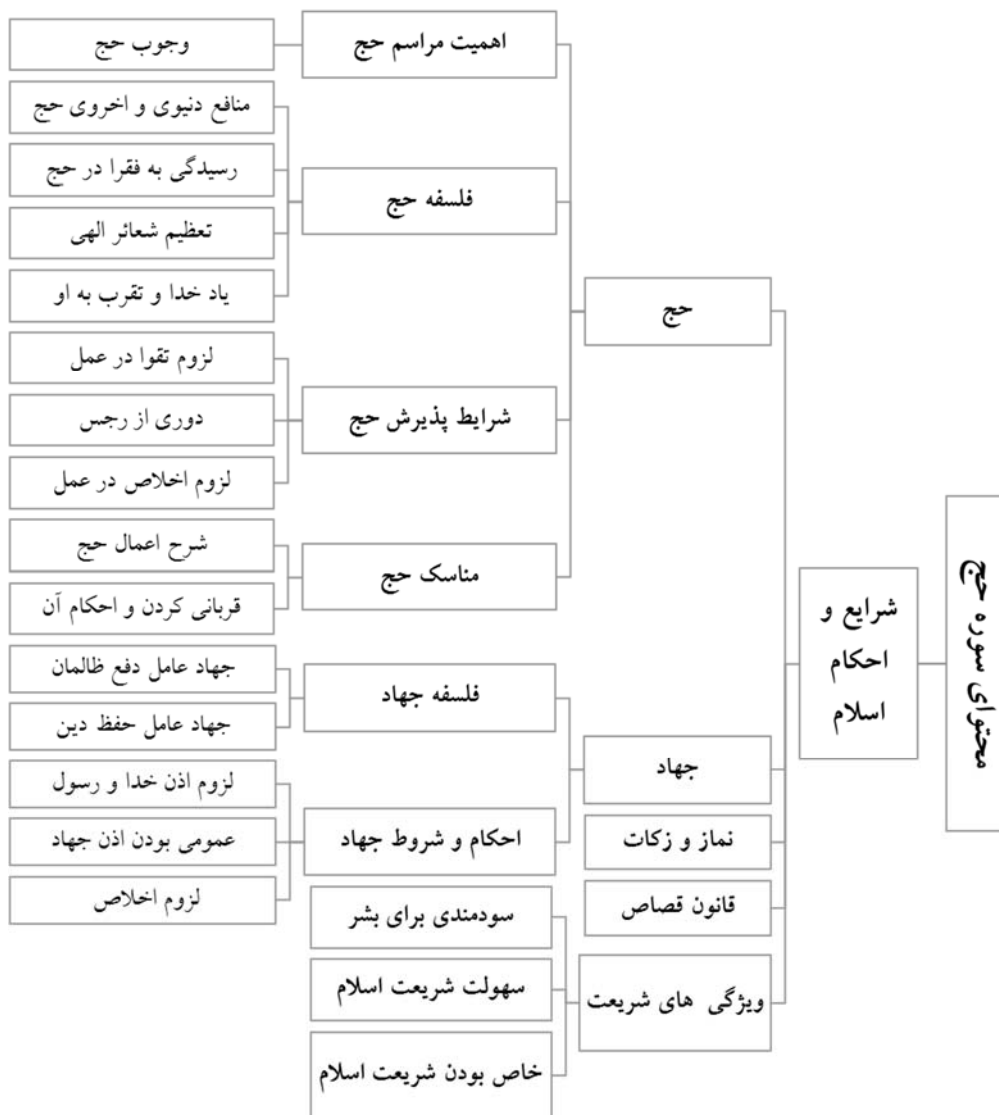 محتوای سوره حج
شرایع و
احکام
اسلام
حج
اهمیت مراسم حج
وجوب حج
فلسفه حج
منافع دنیوی و اخروی حج
رسیدگی به فقرا در حج
تعظیم شعائر الهی
یاد خدا و تقرب به او
شرایط پذیرش حج
لزوم تقوا در عمل
دوری از رجس
لزوم اخلاص در عمل
مناسک حج
شرح اعمال حج
قربانی کردن و احکام آن
جهاد
فلسفه جهاد
جهاد عامل دفع ظالمان
جهاد عامل حفظ دین
احکام و شروط جهاد
لزوم اذن خدا و رسول
عمومی بودن اذن جهاد
لزوم اخلاص
نماز و زکات
قانون قصاص
ویژگی های شریعت
سودمندی برای بشر
سهولت شریعت اسلام
خاص بودن شریعت اسلام